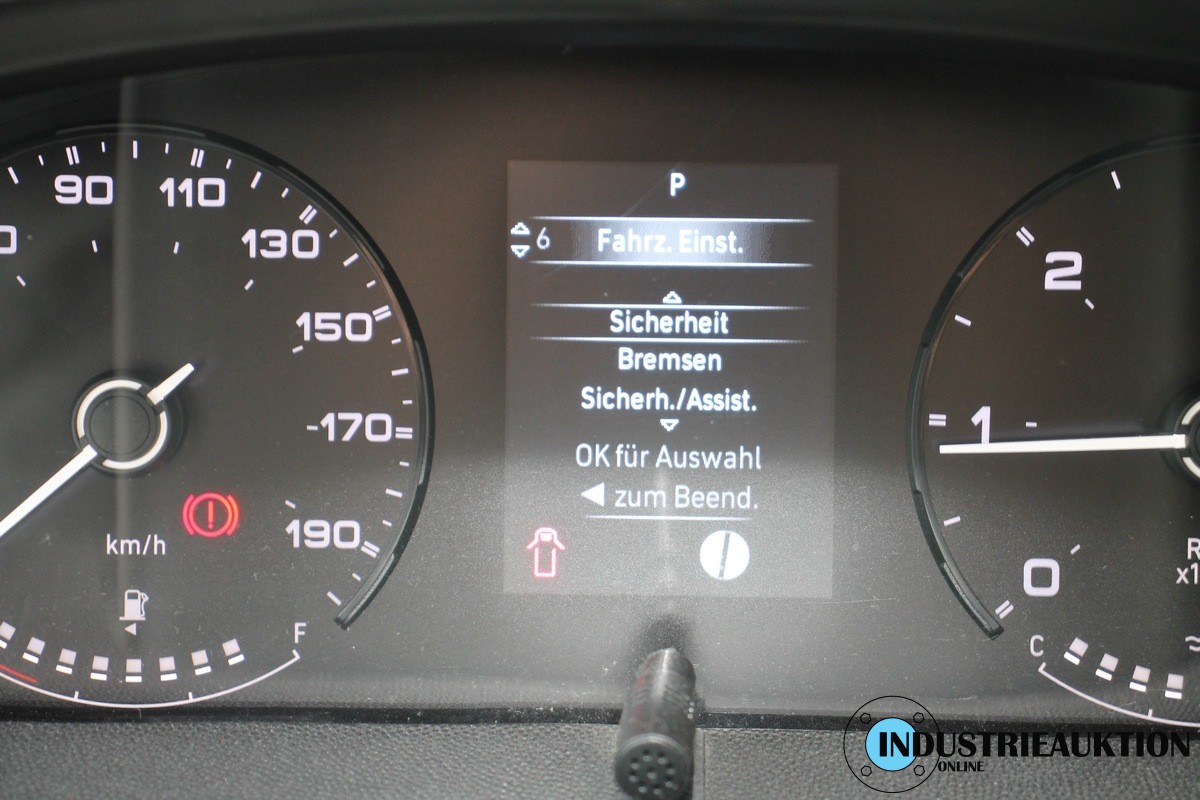 90
110
130
150
170
190
km/h
F
P
6 Fahrz. Einst.
Sicherheit
Bremsen
Sicherh./Assist.
OK für Auswahl
◀ zum Beend.
2
1
0
C
INDUSTRIEAUKTION
ONLINE